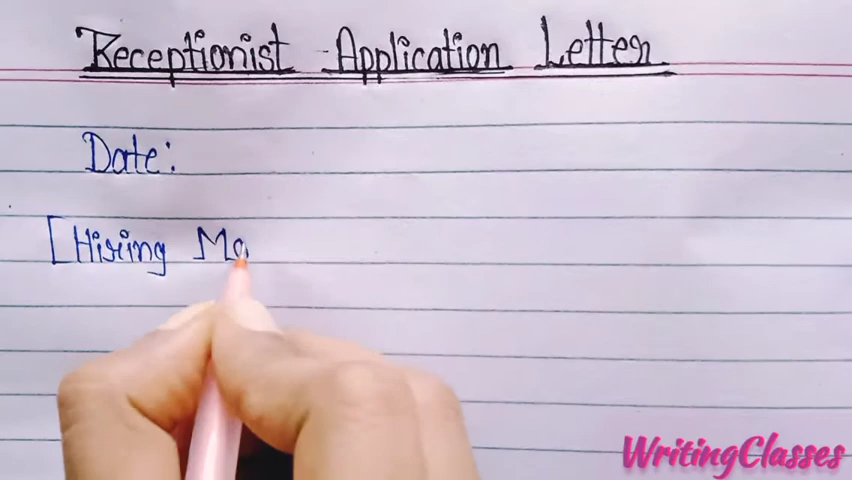 Receptionist Application Letter
Date:
[Hiring Ma
WritingClasses